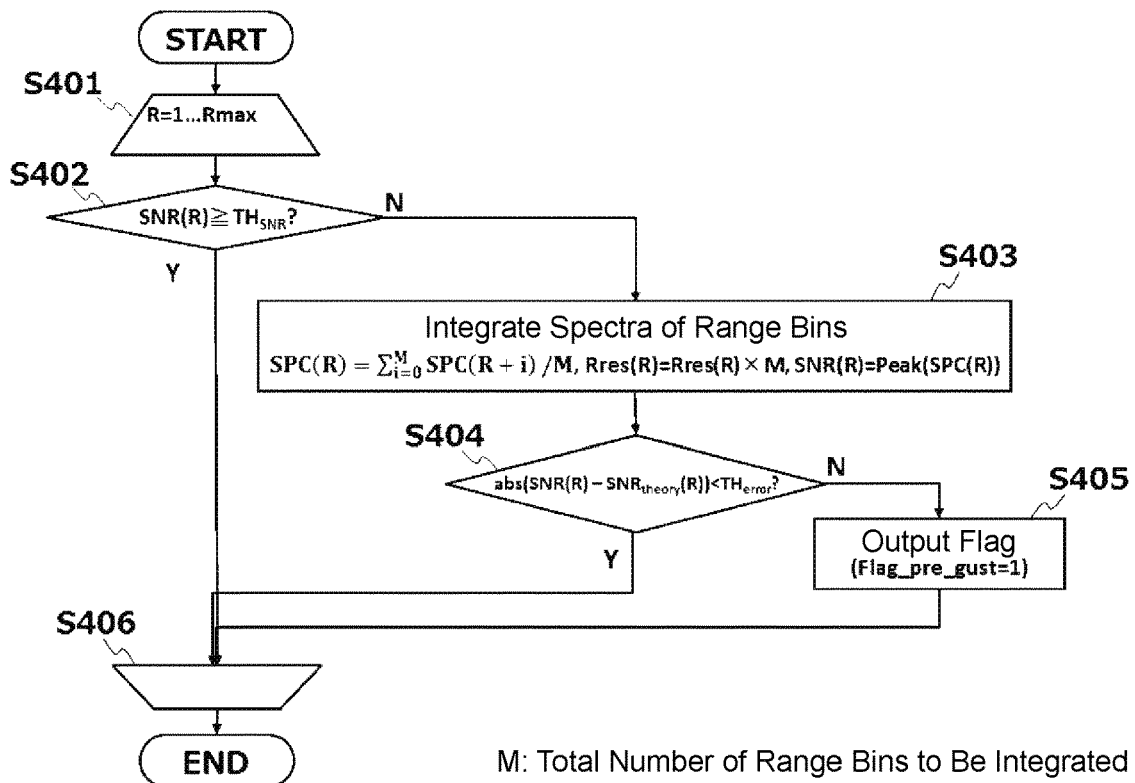 START
S401
R=1...Rmax
S402
SNR(R)≧TH_SNR?
N
Y
S403
Integrate Spectra of Range Bins
SPC(R) = ∑_{i=0}^{M} SPC(R + i) /M, Rres(R)=Rres(R)×M, SNR(R)=Peak(SPC(R))
S404
abs(SNR(R)−SNR_theory(R))<TH_error?
N
S405
Y
Output Flag
(Flag_pre_gust=1)
S406
END
M: Total Number of Range Bins to Be Integrated